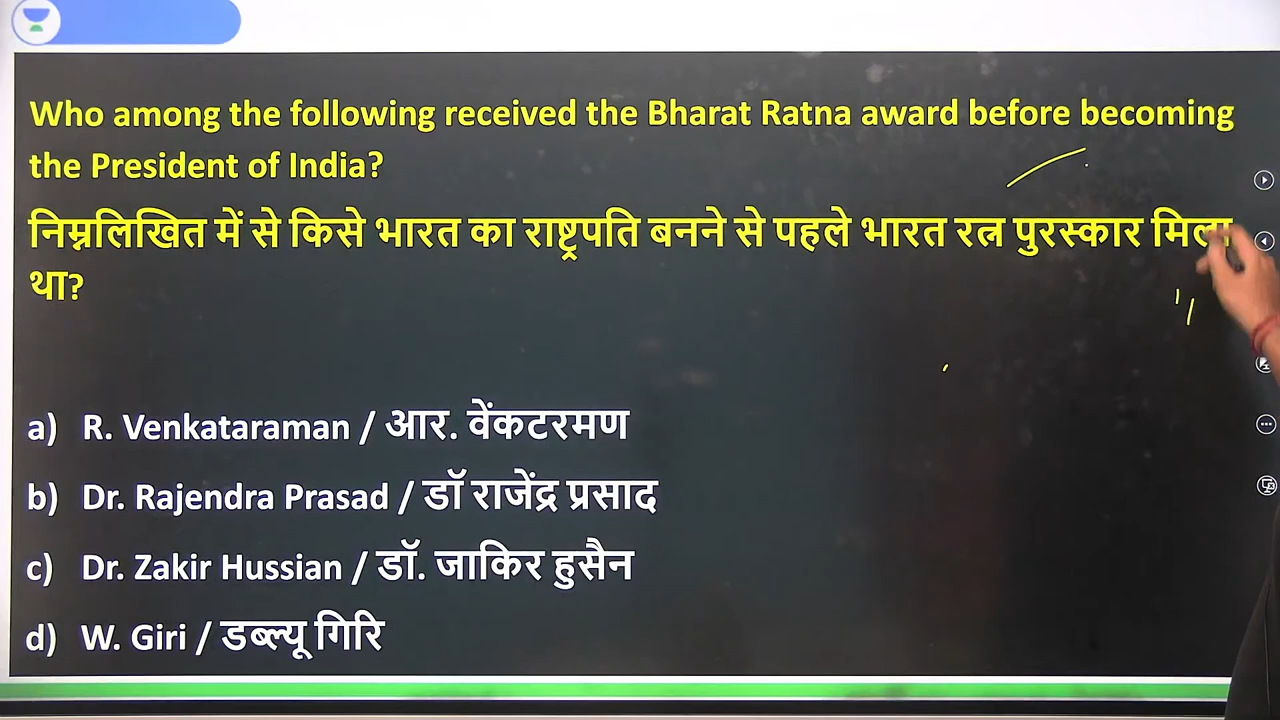 Who among the following received the Bharat Ratna award before becoming
the President of India?
निम्नलिखित में से किसे भारत का राष्ट्रपति बनने से पहले भारत रत्न पुरस्कार मिला
था?
a) R. Venkataraman / आर. वेंकटरमण
b) Dr. Rajendra Prasad / डॉ राजेंद्र प्रसाद
c) Dr. Zakir Hussian / डॉ. जाकिर हुसैन
d) W. Giri / डब्ल्यू गिरि